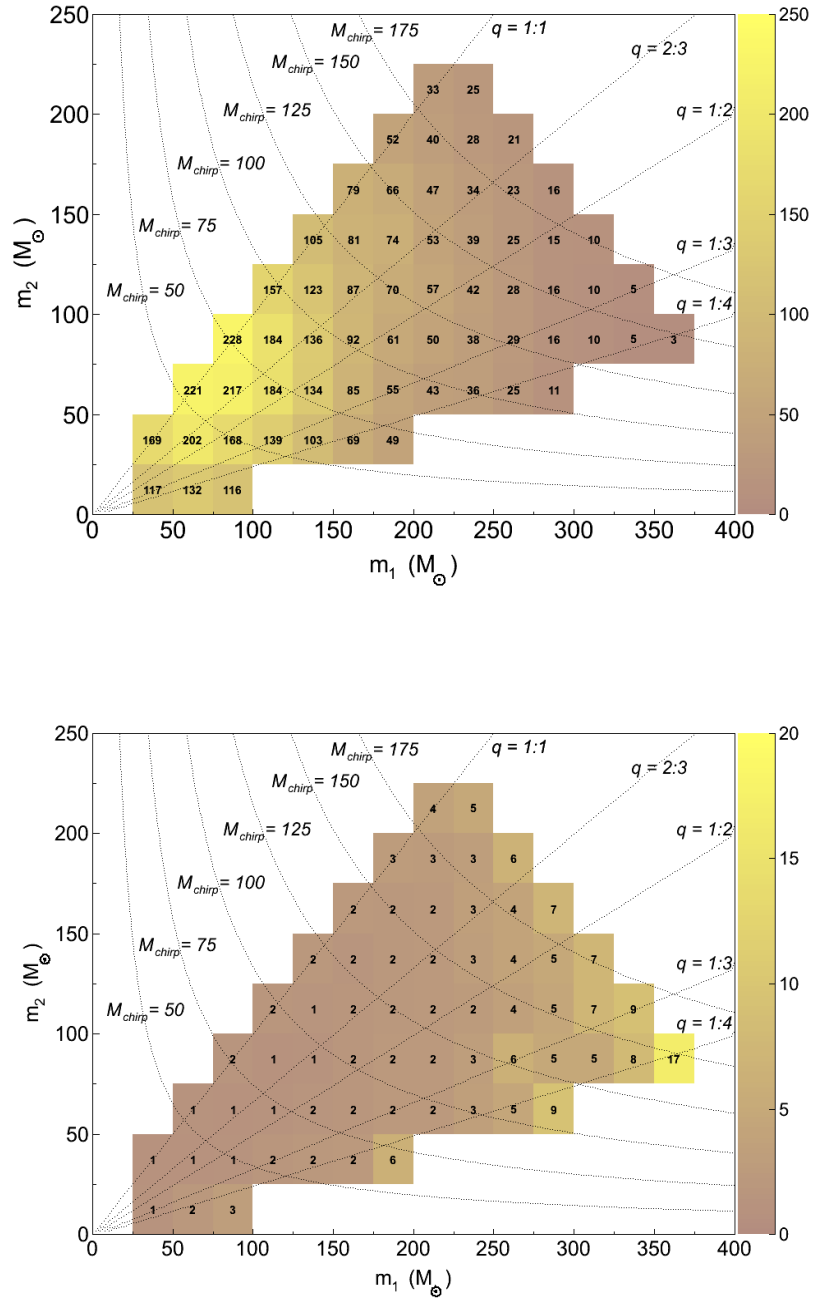 M_chirp = 175
q = 1:1
250
250
M_chirp = 150
q = 2:3
33 25
M_chirp = 125
q = 1:2
200
52 40 28 21
200
M_chirp = 100
79 66 47 34 23 16
150
M_chirp = 75
105 81 74 53 39 25 15 10
q = 1:3
150
m₂ (M⊙)
M_chirp = 50
157 123 87 70 57 42 28 16 10 5
q = 1:4
100
228 184 136 92 61 50 38 29 16 10 5 3
100
221 217 184 134 85 55 43 36 25 11
50
169 202 168 139 103 69 49
50
117 132 116
0
0
0 50 100 150 200 250 300 350 400
m₁ (M⊙)
250
M_chirp = 175
q = 1:1
20
M_chirp = 150
q = 2:3
4 5
M_chirp = 125
q = 1:2
200
3 3 3 6
M_chirp = 100
15
2 2 2 3 4 7
150
M_chirp = 75
2 2 2 2 3 4 5 7
q = 1:3
m₂ (M⊙)
M_chirp = 50
2 1 2 2 2 2 4 5 7 9
q = 1:4
10
100
2 1 1 2 2 2 3 6 5 5 8 17
1 1 1 2 2 2 2 3 5 9
5
50
1 1 1 2 2 2 6
1 2 3
0
0
0 50 100 150 200 250 300 350 400
m₁ (M⊙)